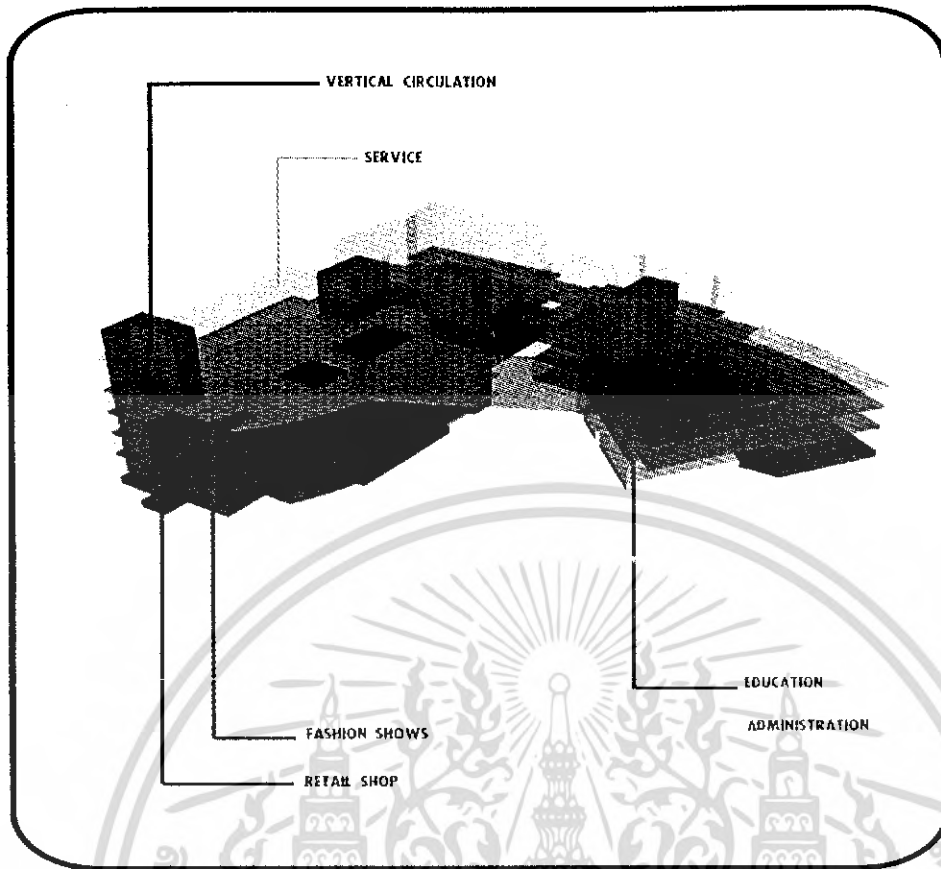 VERTICAL CIRCULATION
SERVICE
EDUCATION
ADMINISTRATION
FASHION SHOWS
RETAIL SHOP